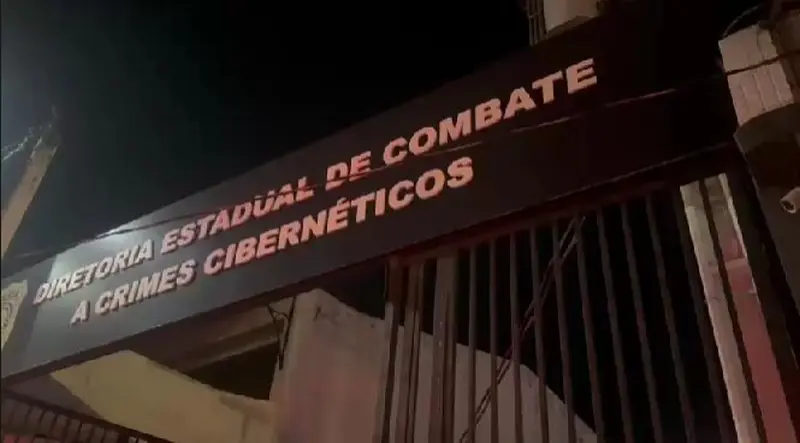 DIRETORIA ESTADUAL DE COMBATE
A CRIMES CIBERNÉTICOS